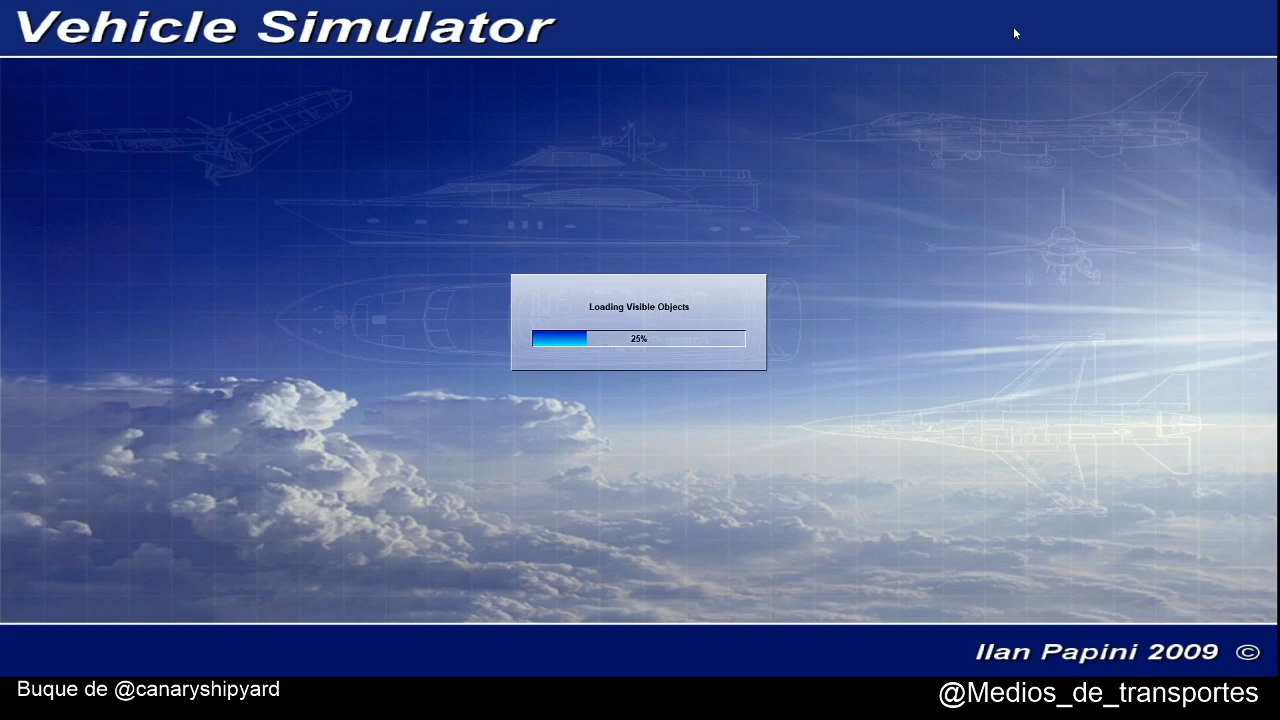 Vehicle Simulator
Loading Visible Objects
25%
Ilan Papini 2009 ©
Buque de @canaryshipyard
@Medios_de_transportes